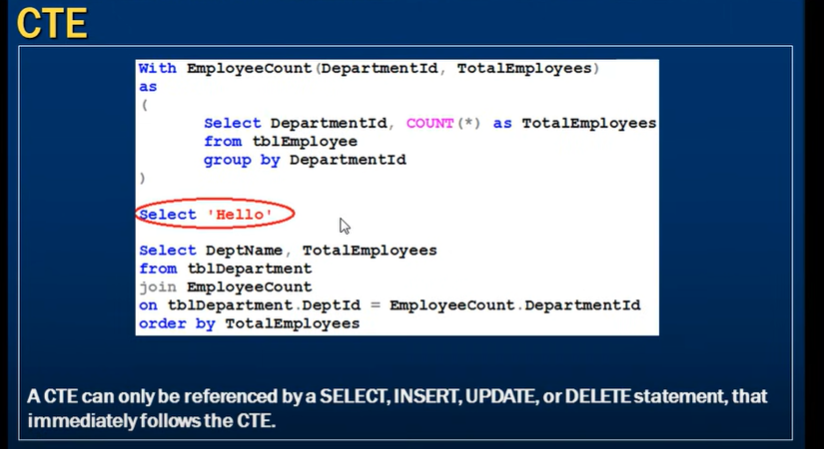 CTE
With EmployeeCount(DepartmentId, TotalEmployees)
as
(
Select DepartmentId, COUNT(*) as TotalEmployees
from tblEmployee
group by DepartmentId
)
Select 'Hello'
Select DeptName, TotalEmployees
from tblDepartment
join EmployeeCount
on tblDepartment.DeptId = EmployeeCount.DepartmentId
order by TotalEmployees
A CTE can only be referenced by a SELECT, INSERT, UPDATE, or DELETE statement, that
immediately follows the CTE.